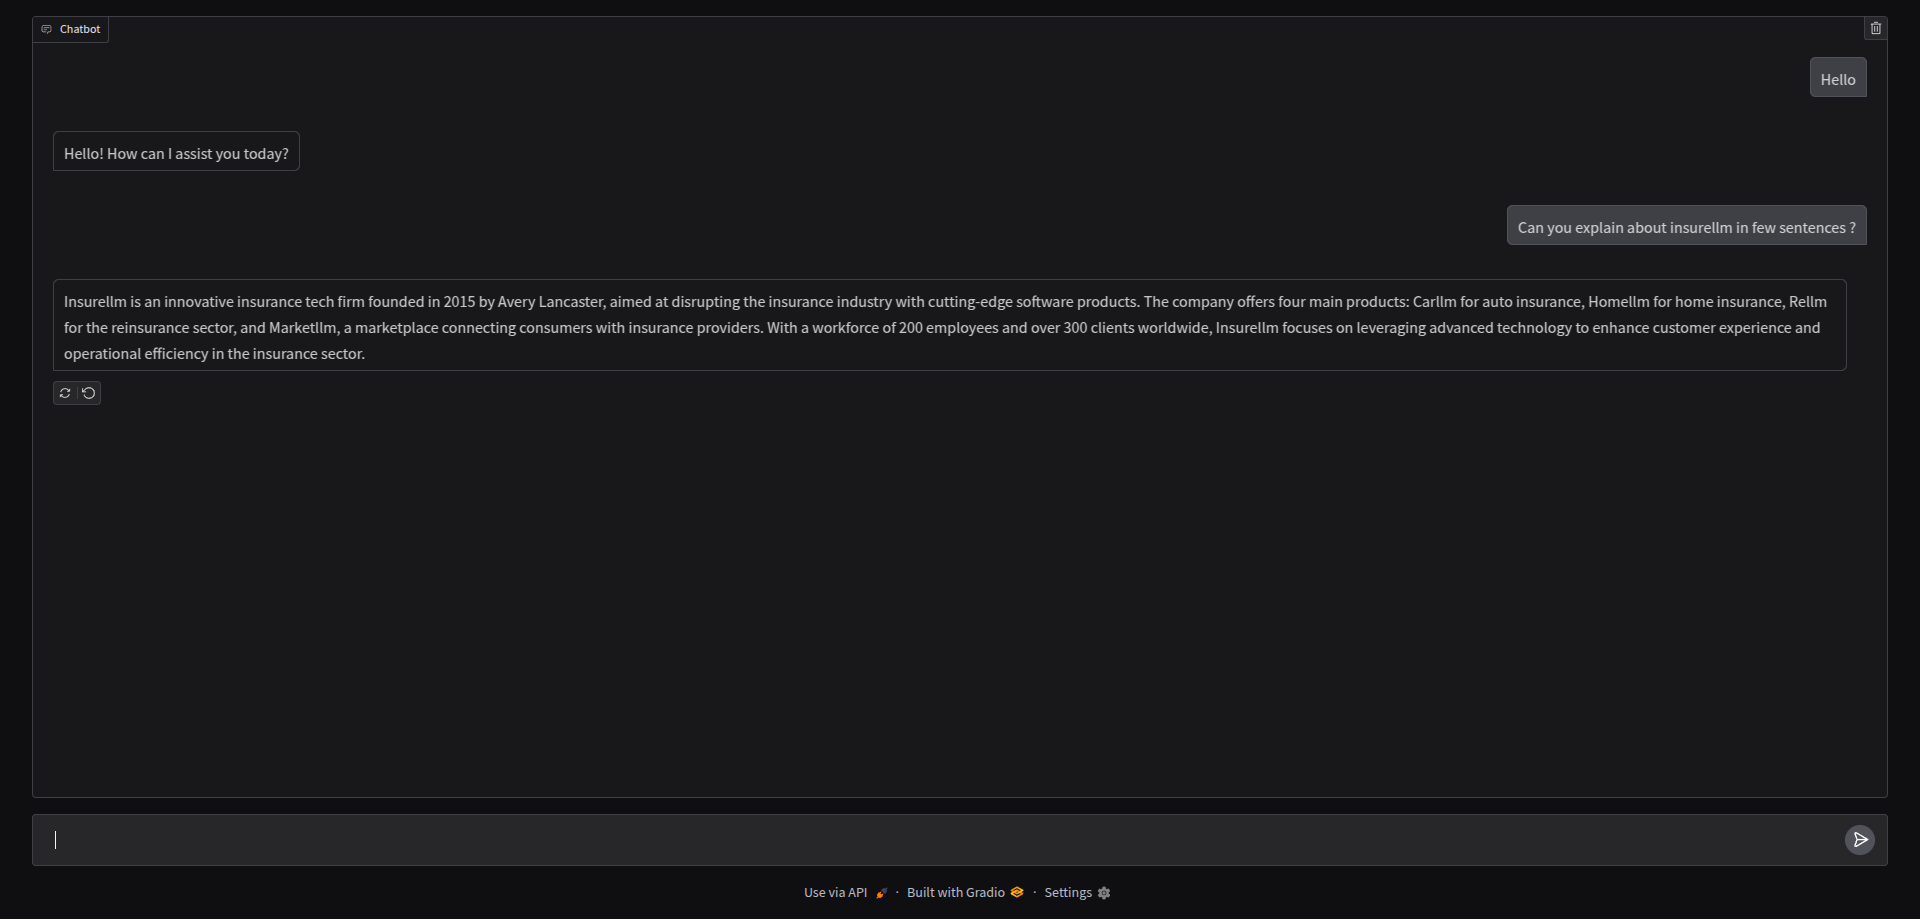 Chatbot
Hello
Hello! How can I assist you today?
Can you explain about insurellm in few sentences ?
Insurellm is an innovative insurance tech firm founded in 2015 by Avery Lancaster, aimed at disrupting the insurance industry with cutting-edge software products. The company offers four main products: Carllm for auto insurance, Homellm for home insurance, Rellm
for the reinsurance sector, and Marketllm, a marketplace connecting consumers with insurance providers. With a workforce of 200 employees and over 300 clients worldwide, Insurellm focuses on leveraging advanced technology to enhance customer experience and
operational efficiency in the insurance sector.
Use via API · Built with Gradio · Settings